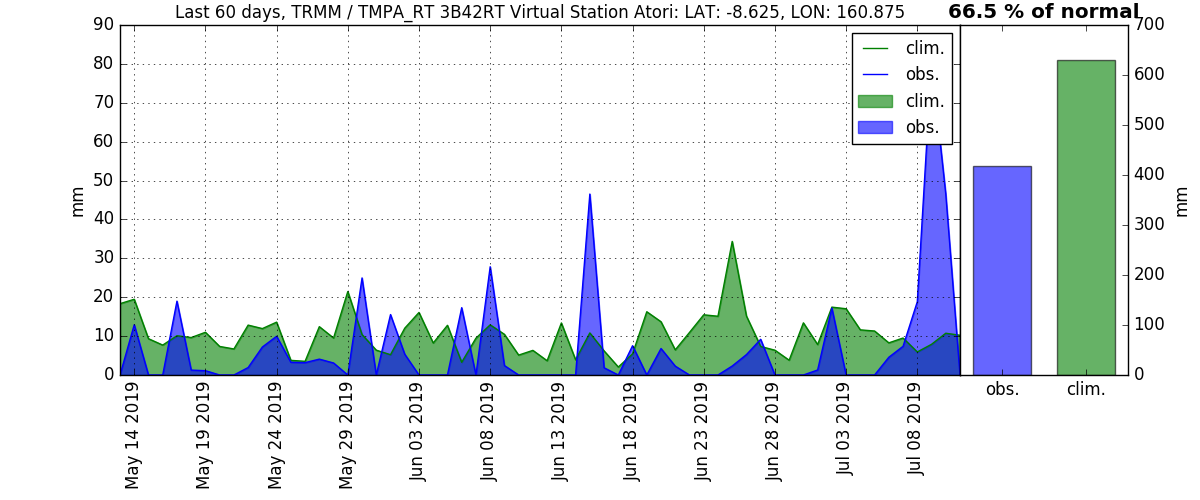 Last 60 days, TRMM / TMPA_RT 3B42RT Virtual Station Atori: LAT: -8.625, LON: 160.875
66.5 % of normal
90
80
70
60
50
40
30
20
10
0
mm
clim.
obs.
clim.
obs.
May 14 2019
May 19 2019
May 24 2019
May 29 2019
Jun 03 2019
Jun 08 2019
Jun 13 2019
Jun 18 2019
Jun 23 2019
Jun 28 2019
Jul 03 2019
Jul 08 2019
700
600
500
400
300
200
100
0
mm
obs.
clim.